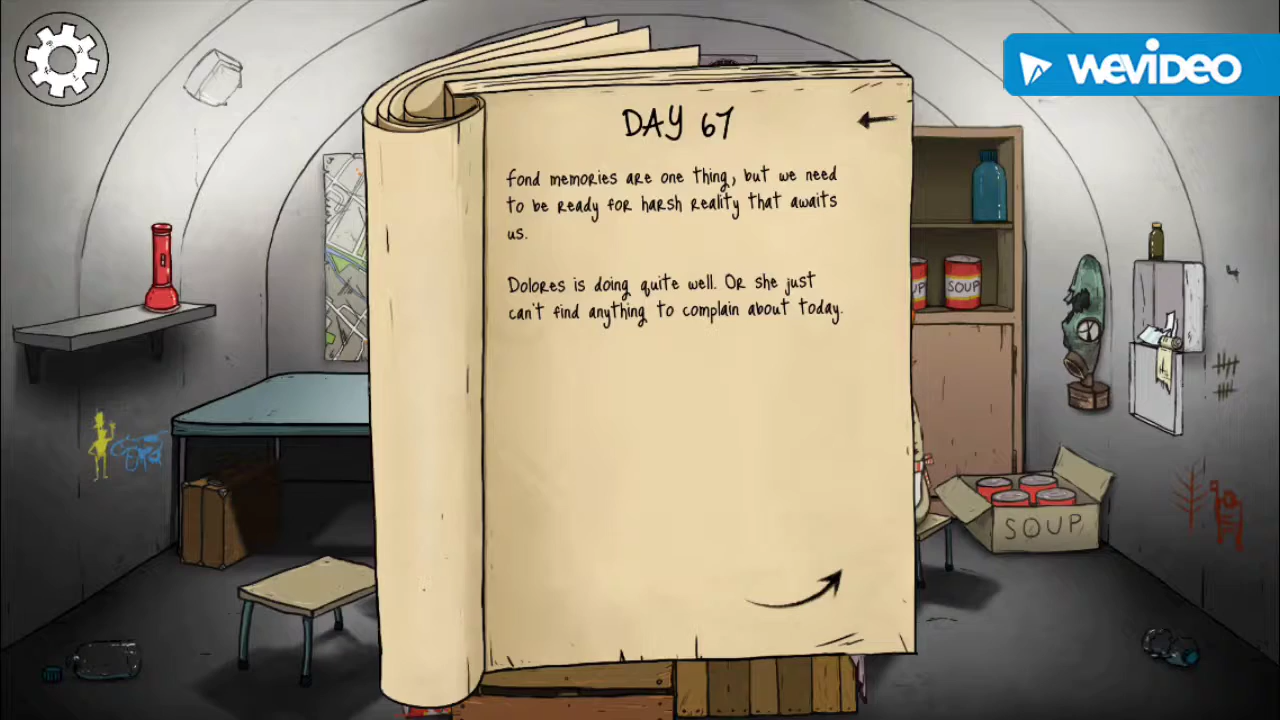 WEVIDEO
DAY 67
fond memories are one thing, but we need
to be ready for harsh reality that awaits
us.
Dolores is doing quite well. Or she just
can't find anything to complain about today.
UP
SOUP
SOUP